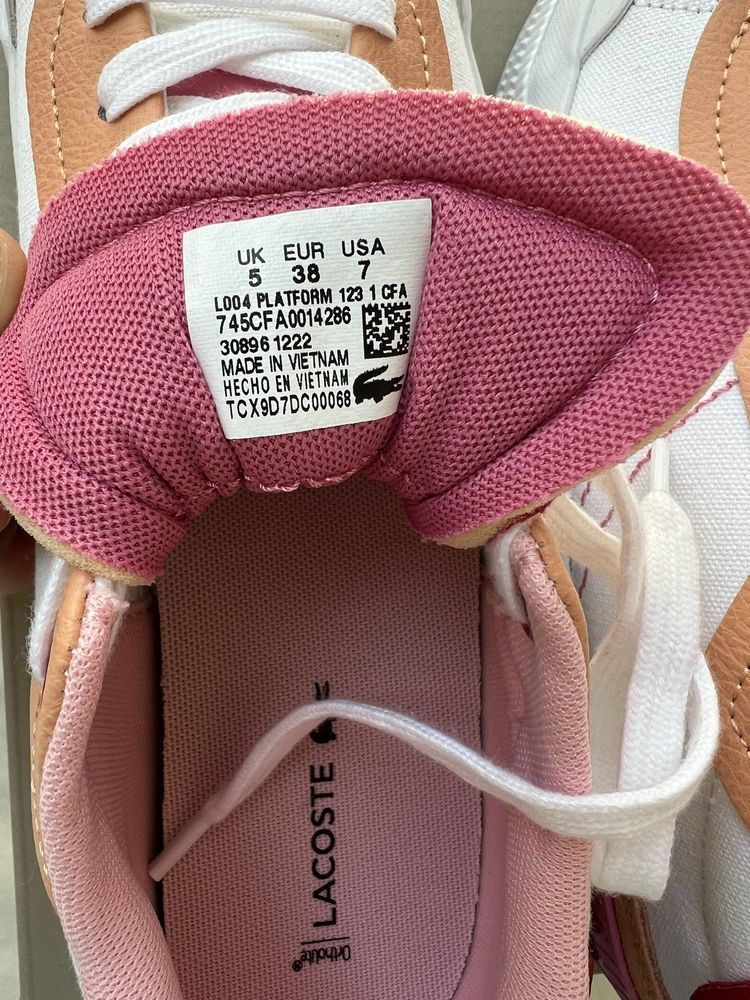 UK EUR USA
5 38 7
L004 PLATFORM 123 1 CFA
745CFA0014286
30896 1222
MADE IN VIETNAM
HECHO EN VIETNAM
TCX9D7DC00068
LACOSTE
Ortholite®